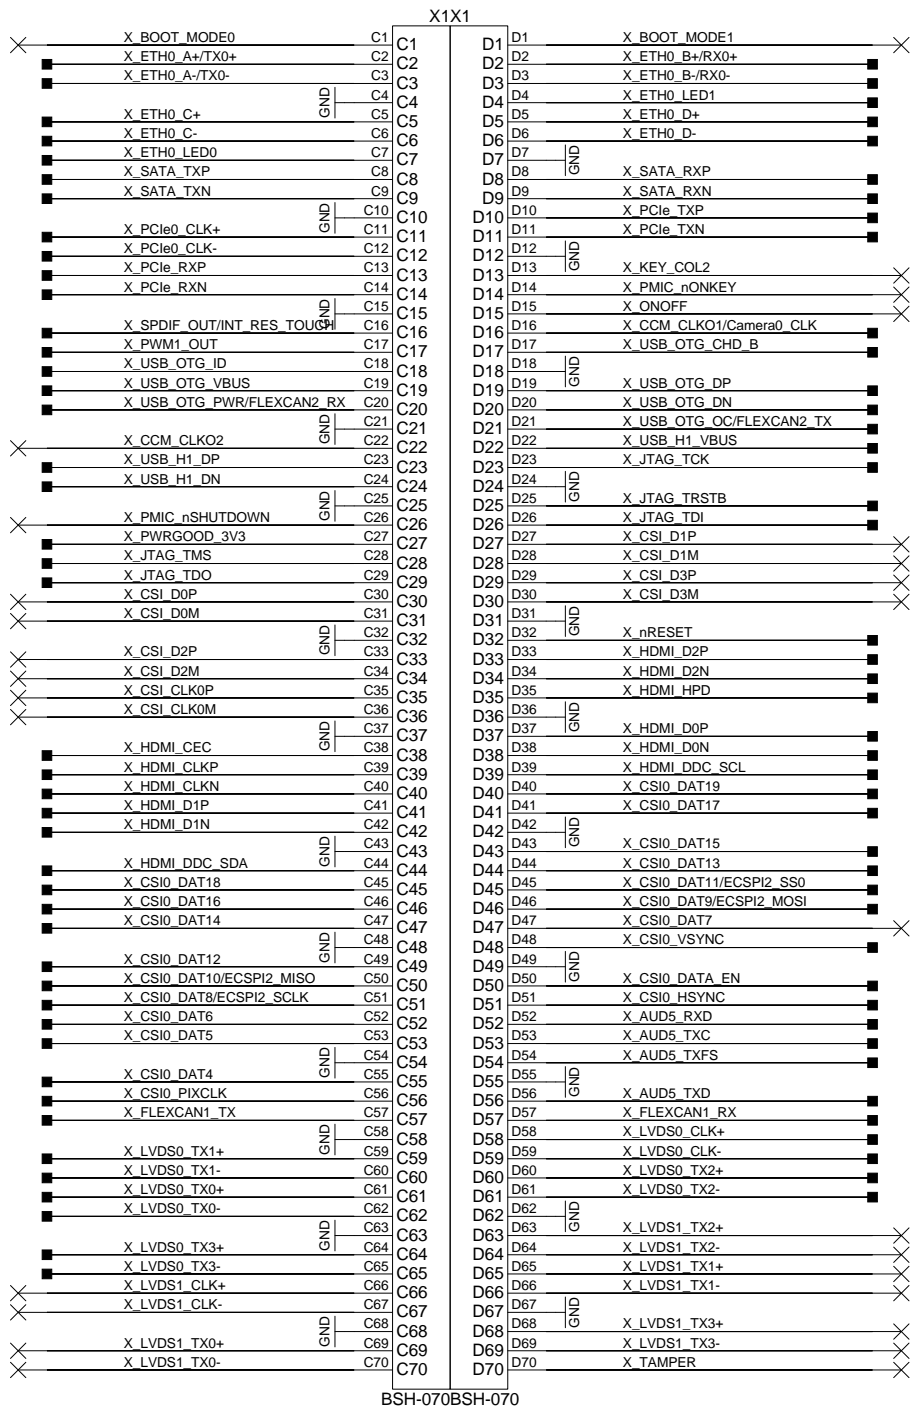 X1X1
X_BOOT_MODE0 C1 C1 D1 D1 X_BOOT_MODE1
X_ETH0_A+/TX0+ C2 C2 D2 D2 X_ETH0_B+/RX0+
X_ETH0_A-/TX0- C3 C3 D3 D3 X_ETH0_B-/RX0-
GND C4 C4 D4 D4 X_ETH0_LED1
X_ETH0_C+ C5 C5 D5 D5 X_ETH0_D+
X_ETH0_C- C6 C6 D6 D6 X_ETH0_D-
X_ETH0_LED0 C7 C7 D7 D7 GND
X_SATA_TXP C8 C8 D8 D8 X_SATA_RXP
X_SATA_TXN C9 C9 D9 D9 X_SATA_RXN
GND C10 C10 D10 D10 X_PCIe_TXP
X_PCIe0_CLK+ C11 C11 D11 D11 X_PCIe_TXN
X_PCIe0_CLK- C12 C12 D12 D12 GND
X_PCIe_RXP C13 C13 D13 D13 X_KEY_COL2
X_PCIe_RXN C14 C14 D14 D14 X_PMIC_nONKEY
GND C15 C15 D15 D15 X_ONOFF
X_SPDIF_OUT/INT_RES_TOUCH C16 C16 D16 D16 X_CCM_CLKO1/Camera0_CLK
X_PWM1_OUT C17 C17 D17 D17 X_USB_OTG_CHD_B
X_USB_OTG_ID C18 C18 D18 D18 GND
X_USB_OTG_VBUS C19 C19 D19 D19 X_USB_OTG_DP
X_USB_OTG_PWR/FLEXCAN2_RX C20 C20 D20 D20 X_USB_OTG_DN
GND C21 C21 D21 D21 X_USB_OTG_OC/FLEXCAN2_TX
X_CCM_CLKO2 C22 C22 D22 D22 X_USB_H1_VBUS
X_USB_H1_DP C23 C23 D23 D23 X_JTAG_TCK
X_USB_H1_DN C24 C24 D24 D24 GND
GND C25 C25 D25 D25 X_JTAG_TRSTB
X_PMIC_nSHUTDOWN C26 C26 D26 D26 X_JTAG_TDI
X_PWRGOOD_3V3 C27 C27 D27 D27 X_CSI_D1P
X_JTAG_TMS C28 C28 D28 D28 X_CSI_D1M
X_JTAG_TDO C29 C29 D29 D29 X_CSI_D3P
X_CSI_D0P C30 C30 D30 D30 X_CSI_D3M
X_CSI_D0M C31 C31 D31 D31 GND
GND C32 C32 D32 D32 X_nRESET
X_CSI_D2P C33 C33 D33 D33 X_HDMI_D2P
X_CSI_D2M C34 C34 D34 D34 X_HDMI_D2N
X_CSI_CLK0P C35 C35 D35 D35 X_HDMI_HPD
X_CSI_CLK0M C36 C36 D36 D36 GND
GND C37 C37 D37 D37 X_HDMI_D0P
X_HDMI_CEC C38 C38 D38 D38 X_HDMI_D0N
X_HDMI_CLKP C39 C39 D39 D39 X_HDMI_DDC_SCL
X_HDMI_CLKN C40 C40 D40 D40 X_CSI0_DAT19
X_HDMI_D1P C41 C41 D41 D41 X_CSI0_DAT17
X_HDMI_D1N C42 C42 D42 D42 GND
GND C43 C43 D43 D43 X_CSI0_DAT15
X_HDMI_DDC_SDA C44 C44 D44 D44 X_CSI0_DAT13
X_CSI0_DAT18 C45 C45 D45 D45 X_CSI0_DAT11/ECSPI2_SS0
X_CSI0_DAT16 C46 C46 D46 D46 X_CSI0_DAT9/ECSPI2_MOSI
X_CSI0_DAT14 C47 C47 D47 D47 X_CSI0_DAT7
GND C48 C48 D48 D48 X_CSI0_VSYNC
X_CSI0_DAT12 C49 C49 D49 D49 GND
X_CSI0_DAT10/ECSPI2_MISO C50 C50 D50 D50 X_CSI0_DATA_EN
X_CSI0_DAT8/ECSPI2_SCLK C51 C51 D51 D51 X_CSI0_HSYNC
X_CSI0_DAT6 C52 C52 D52 D52 X_AUD5_RXD
X_CSI0_DAT5 C53 C53 D53 D53 X_AUD5_TXC
GND C54 C54 D54 D54 X_AUD5_TXFS
X_CSI0_DAT4 C55 C55 D55 D55 GND
X_CSI0_PIXCLK C56 C56 D56 D56 X_AUD5_TXD
X_FLEXCAN1_TX C57 C57 D57 D57 X_FLEXCAN1_RX
GND C58 C58 D58 D58 X_LVDS0_CLK+
X_LVDS0_TX1+ C59 C59 D59 D59 X_LVDS0_CLK-
X_LVDS0_TX1- C60 C60 D60 D60 X_LVDS0_TX2+
X_LVDS0_TX0+ C61 C61 D61 D61 X_LVDS0_TX2-
X_LVDS0_TX0- C62 C62 D62 D62 GND
GND C63 C63 D63 D63 X_LVDS1_TX2+
X_LVDS0_TX3+ C64 C64 D64 D64 X_LVDS1_TX2-
X_LVDS0_TX3- C65 C65 D65 D65 X_LVDS1_TX1+
X_LVDS1_CLK+ C66 C66 D66 D66 X_LVDS1_TX1-
X_LVDS1_CLK- C67 C67 D67 D67 GND
GND C68 C68 D68 D68 X_LVDS1_TX3+
X_LVDS1_TX0+ C69 C69 D69 D69 X_LVDS1_TX3-
X_LVDS1_TX0- C70 C70 D70 D70 X_TAMPER
BSH-070BSH-070